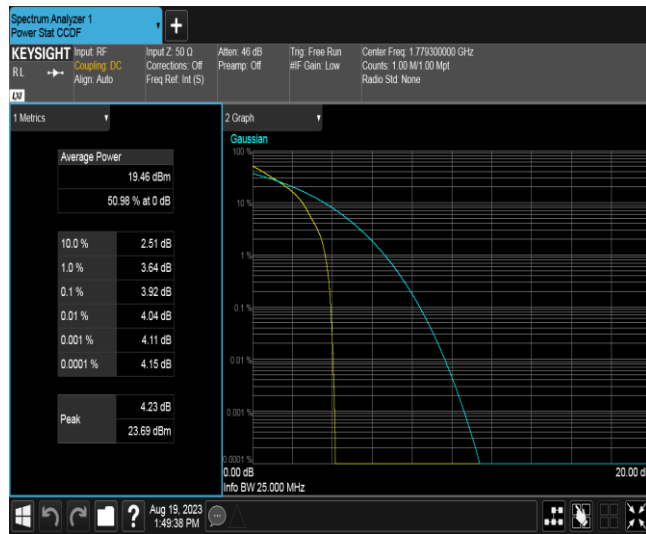 Spectrum Analyzer 1
Power Stat CCDF
+
KEYSIGHT
RL
LXI
Input: RF
Coupling: DC
Align: Auto
Input Z: 50 Ω
Corrections: Off
Freq Ref: Int (S)
Atten: 46 dB
Preamp: Off
Trig: Free Run
#IF Gain: Low
Center Freq: 1.779300000 GHz
Counts: 1.00 M/1.00 Mpt
Radio Std: None
1 Metrics
Average Power
19.46 dBm
50.98 % at 0 dB
10.0 % 2.51 dB
1.0 % 3.64 dB
0.1 % 3.92 dB
0.01 % 4.04 dB
0.001 % 4.11 dB
0.0001 % 4.15 dB
Peak
4.23 dB
23.69 dBm
2 Graph
Gaussian
100 %
10 %
1 %
0.1 %
0.01 %
0.001 %
0.0001 %
0.00 dB
20.00 d
Info BW 25.000 MHz
?
Aug 19, 2023
1:49:38 PM